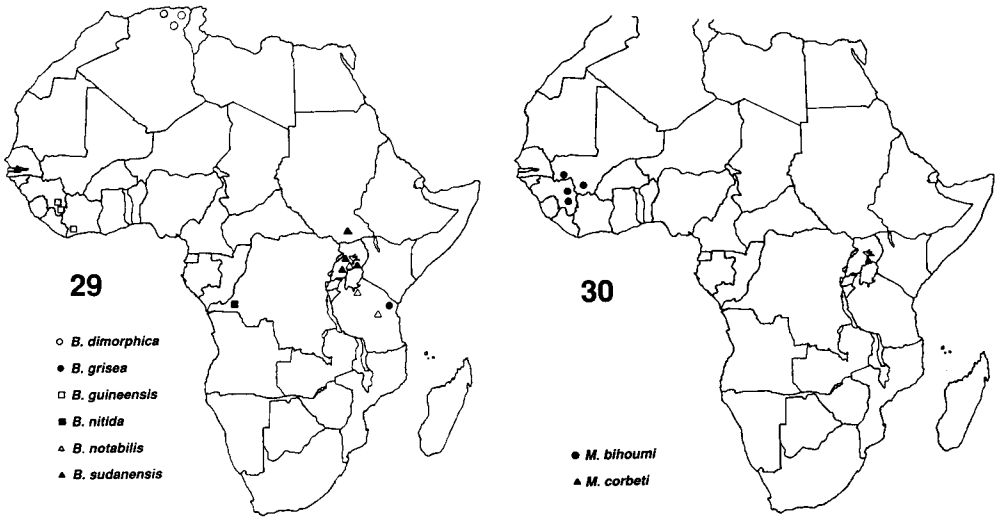 29
B. dimorphica
B. grisea
B. guineensis
B. nitida
B. notabilis
B. sudanensis
30
M. bihoumi
M. corbeti